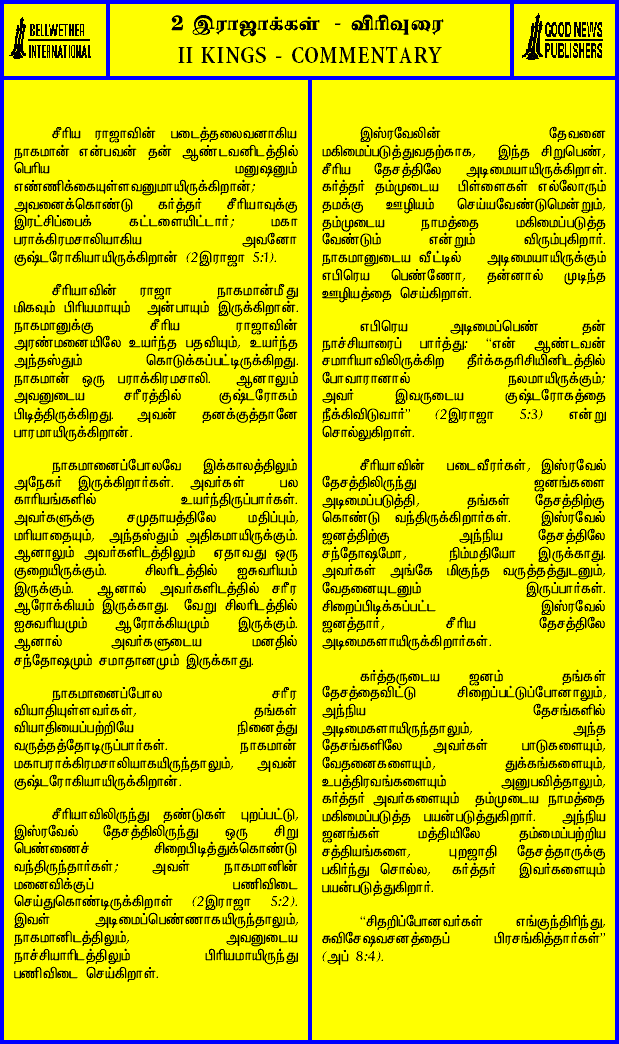 BELLWETHER
INTERNATIONAL
2 இராஜாக்கள் - விரிவுரை
II KINGS - COMMENTARY
GOOD NEWS
PUBLISHERS
சீரிய ராஜாவின் படைத்தலைவனாகிய
நாகமான் என்பவன் தன் ஆண்டவனிடத்தில்
பெரிய மனுஷனும்
எண்ணிக்கையுள்ளவனுமாயிருக்கிறான்;
அவனைக்கொண்டு கர்த்தர் சீரியாவுக்கு
இரட்சிப்பைக் கட்டளையிட்டார்; மகா
பராக்கிரமசாலியாகிய அவனோ
குஷ்டரோகியாயிருக்கிறான் (2இராஜா 5:1).
சீரியாவின் ராஜா நாகமான்மீது
மிகவும் பிரியமாயும் அன்பாயும் இருக்கிறான்.
நாகமானுக்கு சீரிய ராஜாவின்
அரண்மனையிலே உயர்ந்த பதவியும், உயர்ந்த
அந்தஸ்தும் கொடுக்கப்பட்டிருக்கிறது.
நாகமான் ஒரு பராக்கிரமசாலி. ஆனாலும்
அவனுடைய சரீரத்தில் குஷ்டரோகம்
பிடித்திருக்கிறது. அவன் தனக்குத்தானே
பாரமாயிருக்கிறான்.
நாகமானைப்போலவே இக்காலத்திலும்
அநேகர் இருக்கிறார்கள். அவர்கள் பல
காரியங்களில் உயர்ந்திருப்பார்கள்.
அவர்களுக்கு சமுதாயத்திலே மதிப்பும்,
மரியாதையும், அந்தஸ்தும் அதிகமாயிருக்கும்.
ஆனாலும் அவர்களிடத்திலும் ஏதாவது ஒரு
குறையிருக்கும். சிலரிடத்தில் ஐசுவரியம்
இருக்கும். ஆனால் அவர்களிடத்தில் சரீர
ஆரோக்கியம் இருக்காது. வேறு சிலரிடத்தில்
ஐசுவரியமும் ஆரோக்கியமும் இருக்கும்.
ஆனால் அவர்களுடைய மனதில்
சந்தோஷமும் சமாதானமும் இருக்காது.
நாகமானைப்போல சரீர
வியாதியுள்ளவர்கள், தங்கள்
வியாதியைப்பற்றியே நினைத்து
வருத்தத்தோடிருப்பார்கள். நாகமான்
மகாபராக்கிரமசாலியாகயிருந்தாலும், அவன்
குஷ்டரோகியாயிருக்கிறான்.
சீரியாவிலிருந்து தண்டுகள் புறப்பட்டு,
இஸ்ரவேல் தேசத்திலிருந்து ஒரு சிறு
பெண்ணைச் சிறைபிடித்துக்கொண்டு
வந்திருந்தார்கள்; அவள் நாகமானின்
மனைவிக்குப் பணிவிடை
செய்துகொண்டிருக்கிறாள் (2இராஜா 5:2).
இவள் அடிமைப்பெண்ணாகயிருந்தாலும்,
நாகமானிடத்திலும், அவனுடைய
நாச்சியாரிடத்திலும் பிரியமாயிருந்து
பணிவிடை செய்கிறாள்.
இஸ்ரவேலின் தேவனை
மகிமைப்படுத்துவதற்காக, இந்த சிறுபெண்,
சீரிய தேசத்திலே அடிமையாயிருக்கிறாள்.
கர்த்தர் தம்முடைய பிள்ளைகள் எல்லோரும்
தமக்கு ஊழியம் செய்யவேண்டுமென்றும்,
தம்முடைய நாமத்தை மகிமைப்படுத்த
வேண்டும் என்றும் விரும்புகிறார்.
நாகமானுடைய வீட்டில் அடிமையாயிருக்கும்
எபிரெய பெண்ணோ, தன்னால் முடிந்த
ஊழியத்தை செய்கிறாள்.
எபிரெய அடிமைப்பெண் தன்
நாச்சியாரைப் பார்த்து: “என் ஆண்டவன்
சமாரியாவிலிருக்கிற தீர்க்கதரிசியினிடத்தில்
போவாரானால் நலமாயிருக்கும்;
அவர் இவருடைய குஷ்டரோகத்தை
நீக்கிவிடுவார்” (2இராஜா 5:3) என்று
சொல்லுகிறாள்.
சீரியாவின் படைவீரர்கள், இஸ்ரவேல்
தேசத்திலிருந்து ஜனங்களை
அடிமைப்படுத்தி, தங்கள் தேசத்திற்கு
கொண்டு வந்திருக்கிறார்கள். இஸ்ரவேல்
ஜனத்திற்கு அந்நிய தேசத்திலே
சந்தோஷமோ, நிம்மதியோ இருக்காது.
அவர்கள் அங்கே மிகுந்த வருத்தத்துடனும்,
வேதனையுடனும் இருப்பார்கள்.
சிறைப்பிடிக்கப்பட்ட இஸ்ரவேல்
ஜனத்தார், சீரிய தேசத்திலே
அடிமைகளாயிருக்கிறார்கள்.
கர்த்தருடைய ஜனம் தங்கள்
தேசத்தைவிட்டு சிறைப்பட்டுப்போனாலும்,
அந்நிய தேசங்களில்
அடிமைகளாயிருந்தாலும், அந்த
தேசங்களிலே அவர்கள் பாடுகளையும்,
வேதனைகளையும், துக்கங்களையும்,
உபத்திரவங்களையும் அனுபவித்தாலும்,
கர்த்தர் அவர்களையும் தம்முடைய நாமத்தை
மகிமைப்படுத்த பயன்படுத்துகிறார். அந்நிய
ஜனங்கள் மத்தியிலே தம்மைப்பற்றிய
சத்தியங்களை, புறஜாதி தேசத்தாருக்கு
பகிர்ந்து சொல்ல, கர்த்தர் இவர்களையும்
பயன்படுத்துகிறார்.
“சிதறிப்போனவர்கள் எங்குந்திரிந்து,
சுவிசேஷவசனத்தைப் பிரசங்கித்தார்கள்”
(அப் 8:4).